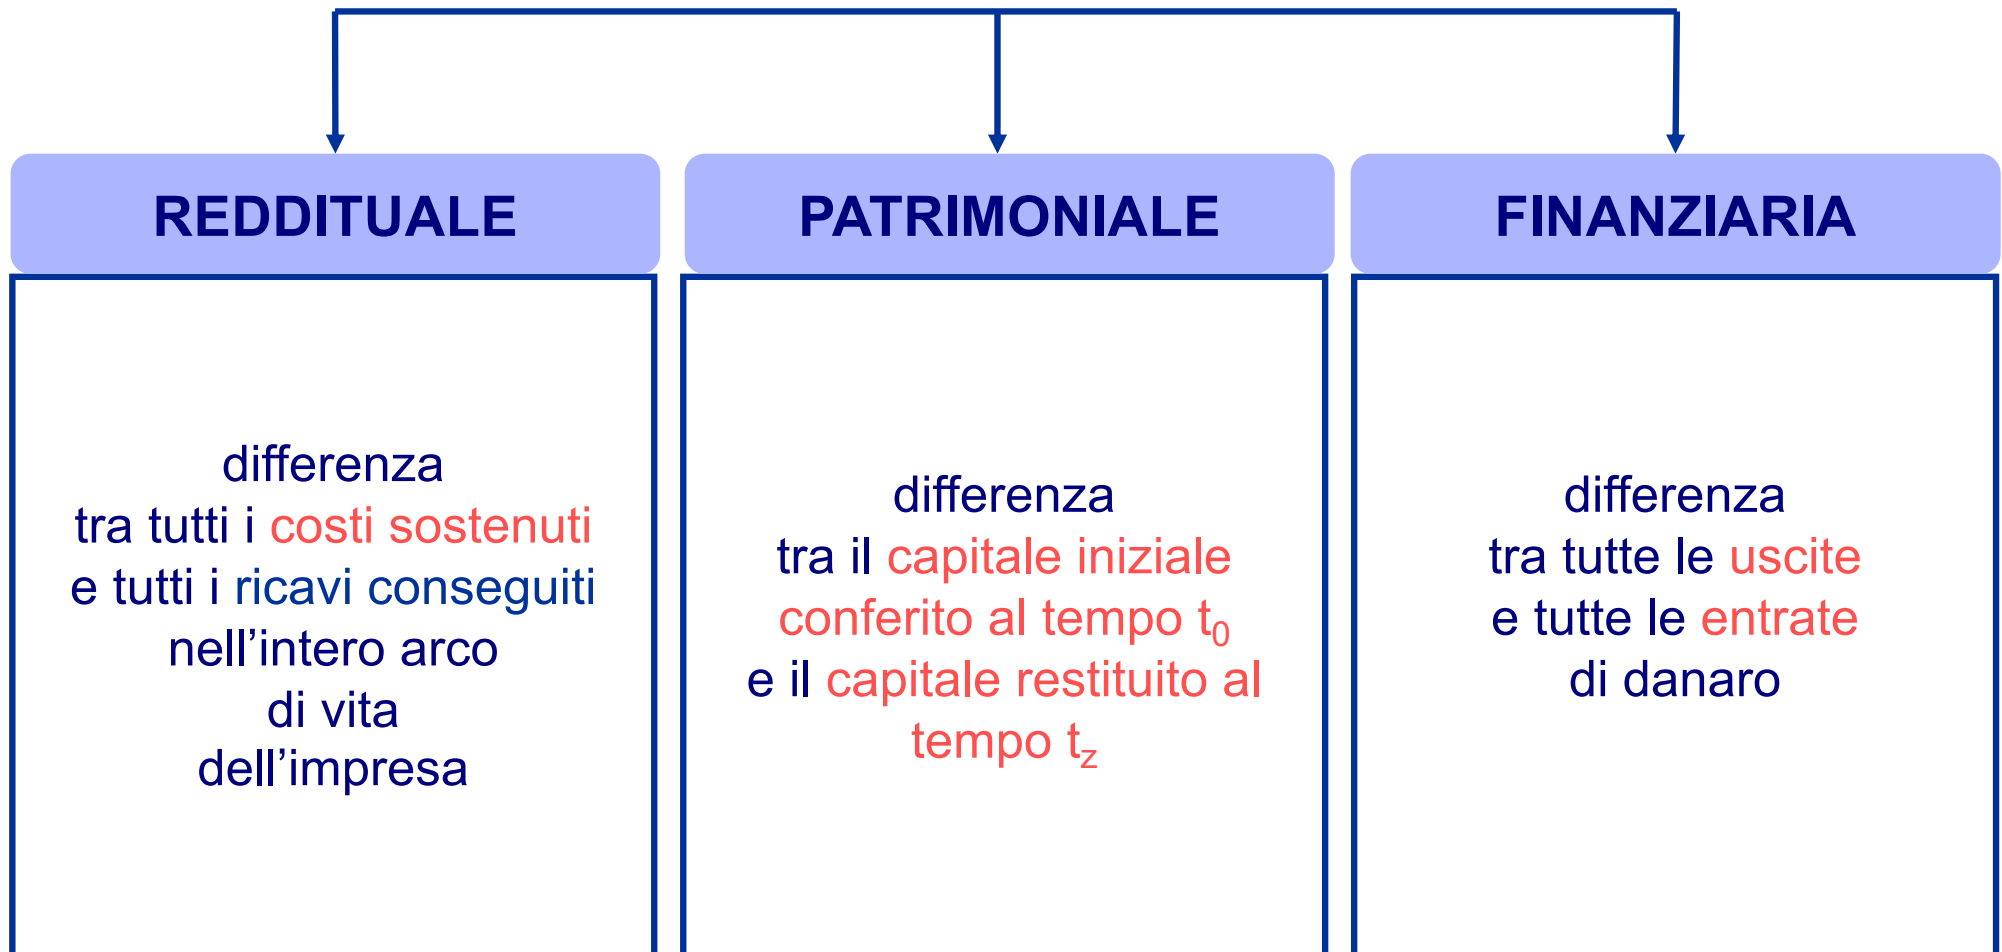 REDDITUALE
differenza
tra tutti i costi sostenuti
e tutti i ricavi conseguiti
nell’intero arco
di vita
dell’impresa
PATRIMONIALE
differenza
tra il capitale iniziale
conferito al tempo t₀
e il capitale restituito al
tempo t_z
FINANZIARIA
differenza
tra tutte le uscite
e tutte le entrate
di danaro